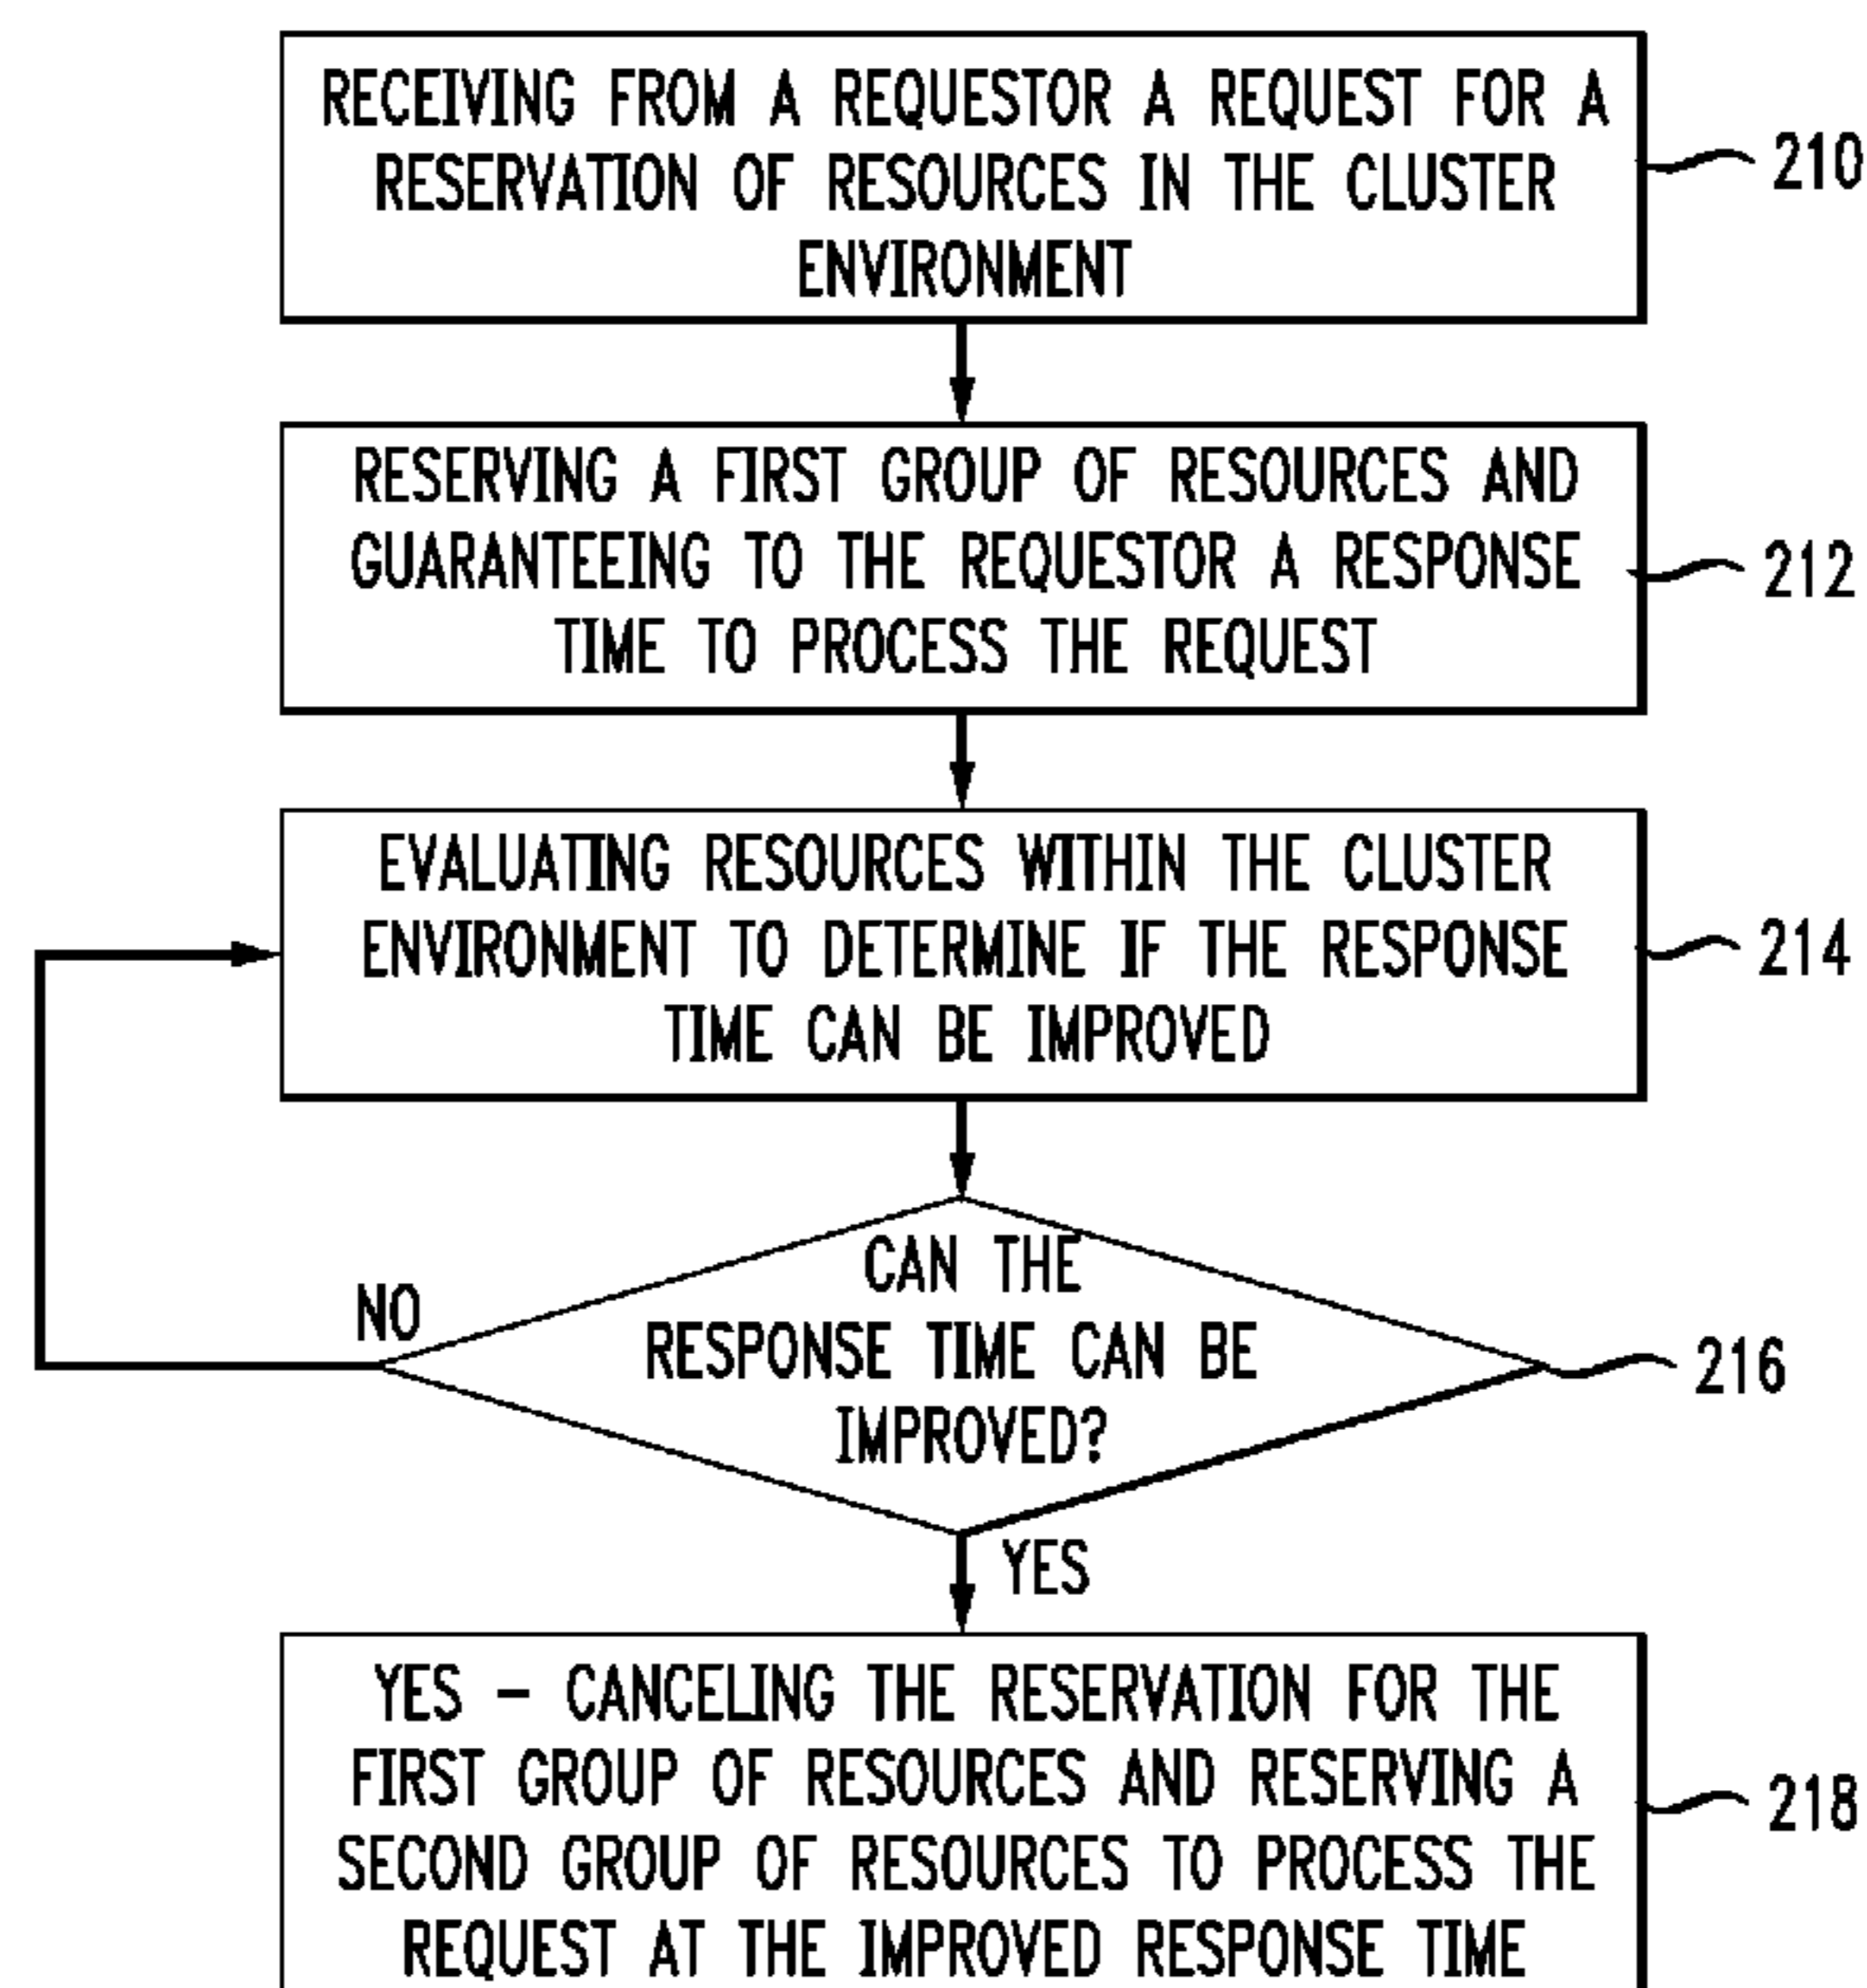 RECEIVING FROM A REQUESTOR A REQUEST FOR A
RESERVATION OF RESOURCES IN THE CLUSTER
ENVIRONMENT
210
RESERVING A FIRST GROUP OF RESOURCES AND
GUARANTEEING TO THE REQUESTOR A RESPONSE
TIME TO PROCESS THE REQUEST
212
EVALUATING RESOURCES WITHIN THE CLUSTER
ENVIRONMENT TO DETERMINE IF THE RESPONSE
TIME CAN BE IMPROVED
214
CAN THE
RESPONSE TIME CAN BE
IMPROVED?
NO
216
YES
YES - CANCELING THE RESERVATION FOR THE
FIRST GROUP OF RESOURCES AND RESERVING A
SECOND GROUP OF RESOURCES TO PROCESS THE
REQUEST AT THE IMPROVED RESPONSE TIME
218